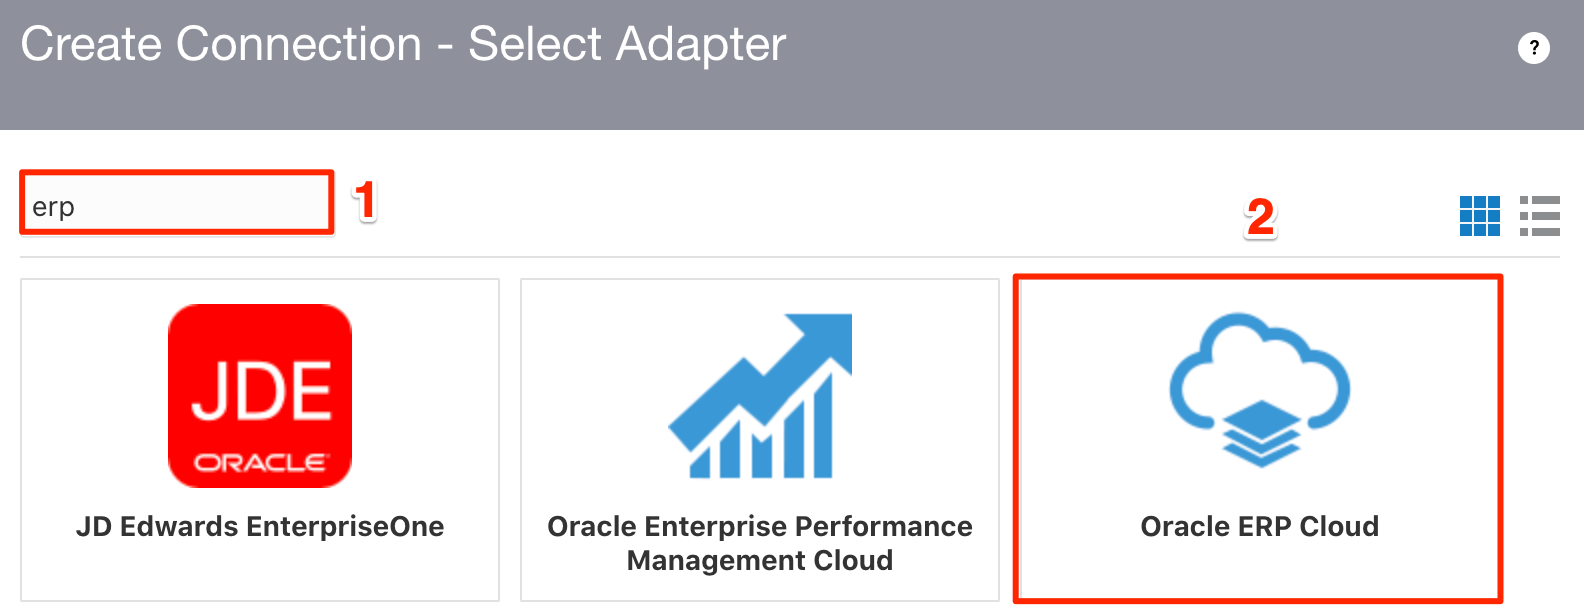 Create Connection - Select Adapter
?
erp
1
2
JDE
ORACLE
JD Edwards EnterpriseOne
Oracle Enterprise Performance
Management Cloud
Oracle ERP Cloud